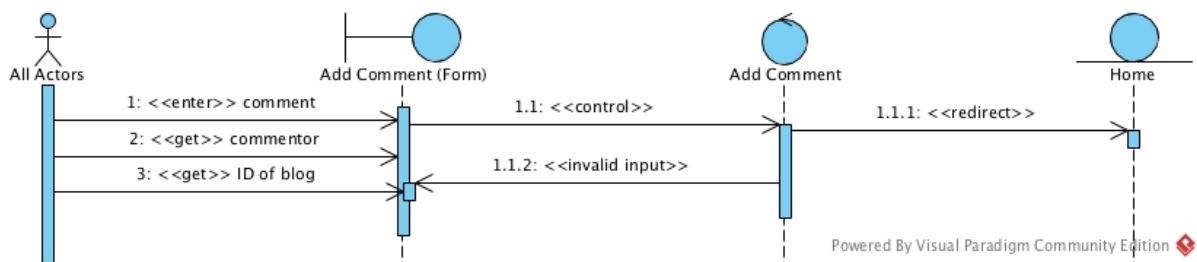 All Actors
Add Comment (Form)
Add Comment
Home
1: <<enter>> comment
1.1: <<control>>
1.1.1: <<redirect>>
2: <<get>> commentor
1.1.2: <<invalid input>>
3: <<get>> ID of blog
Powered By Visual Paradigm Community Edition